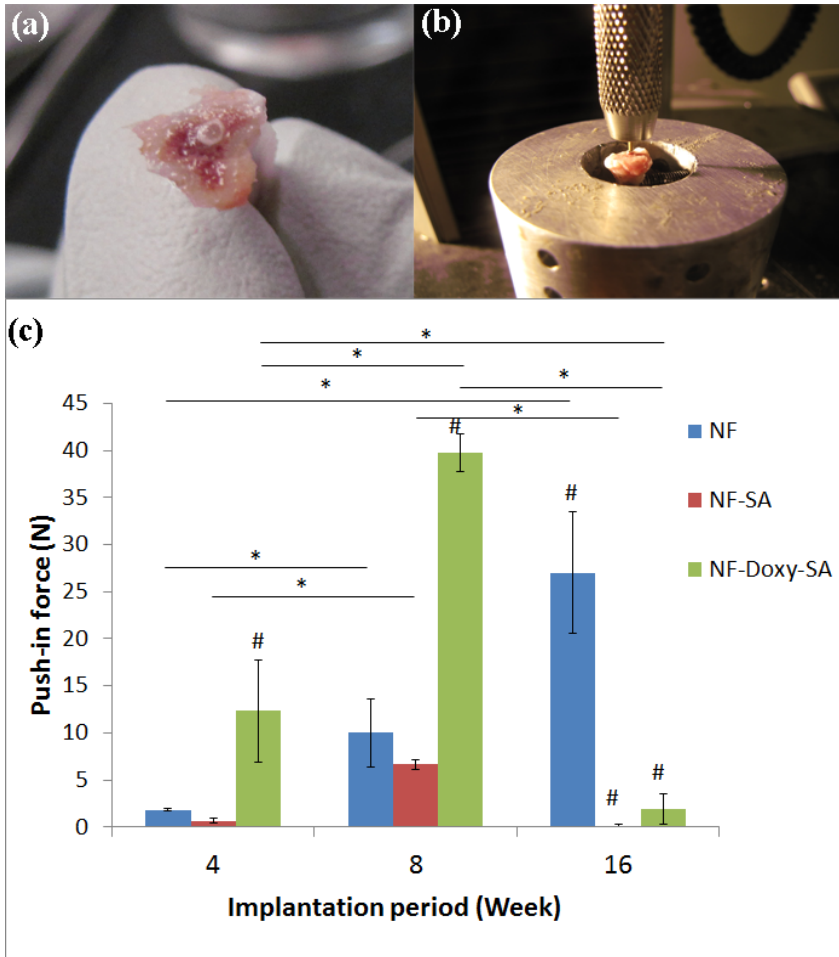 (a)
(b)
(c)
*
*
*
*
*
45
40
35
30
25
20
15
10
5
0
Push-in force (N)
#
#
#
*
*
#
#
NF
NF-SA
NF-Doxy-SA
4 8 16
Implantation period (Week)